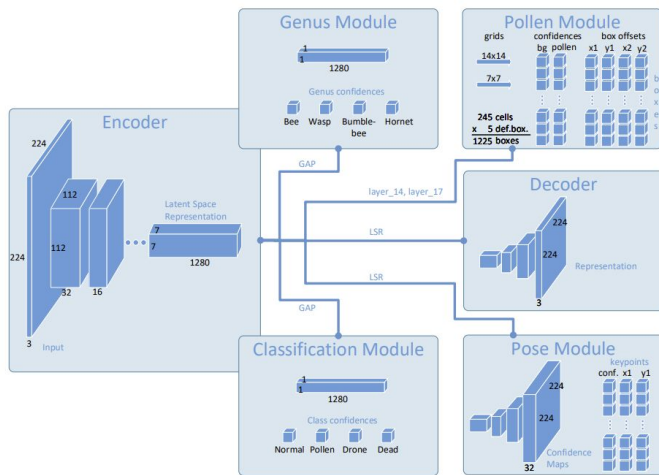 Genus Module
1
1
1280
Genus confidences
Bee Wasp Bumble- Hornet
bee
Pollen Module
grids confidences box offsets
bg pollen x1 y1 x2 y2
14x14
7x7
245 cells
x 5 def.box.
1225 boxes
boxes
Encoder
224
112
112
224
32
16
3
Input
Latent Space
Representation
7
7
1280
GAP
layer_14, layer_17
LSR
LSR
GAP
Decoder
224
224
3
Representation
Classification Module
1
1
1280
Class confidences
Normal Pollen Drone Dead
Pose Module
keypoints
conf. x1 y1
224
224
32
Confidence
Maps